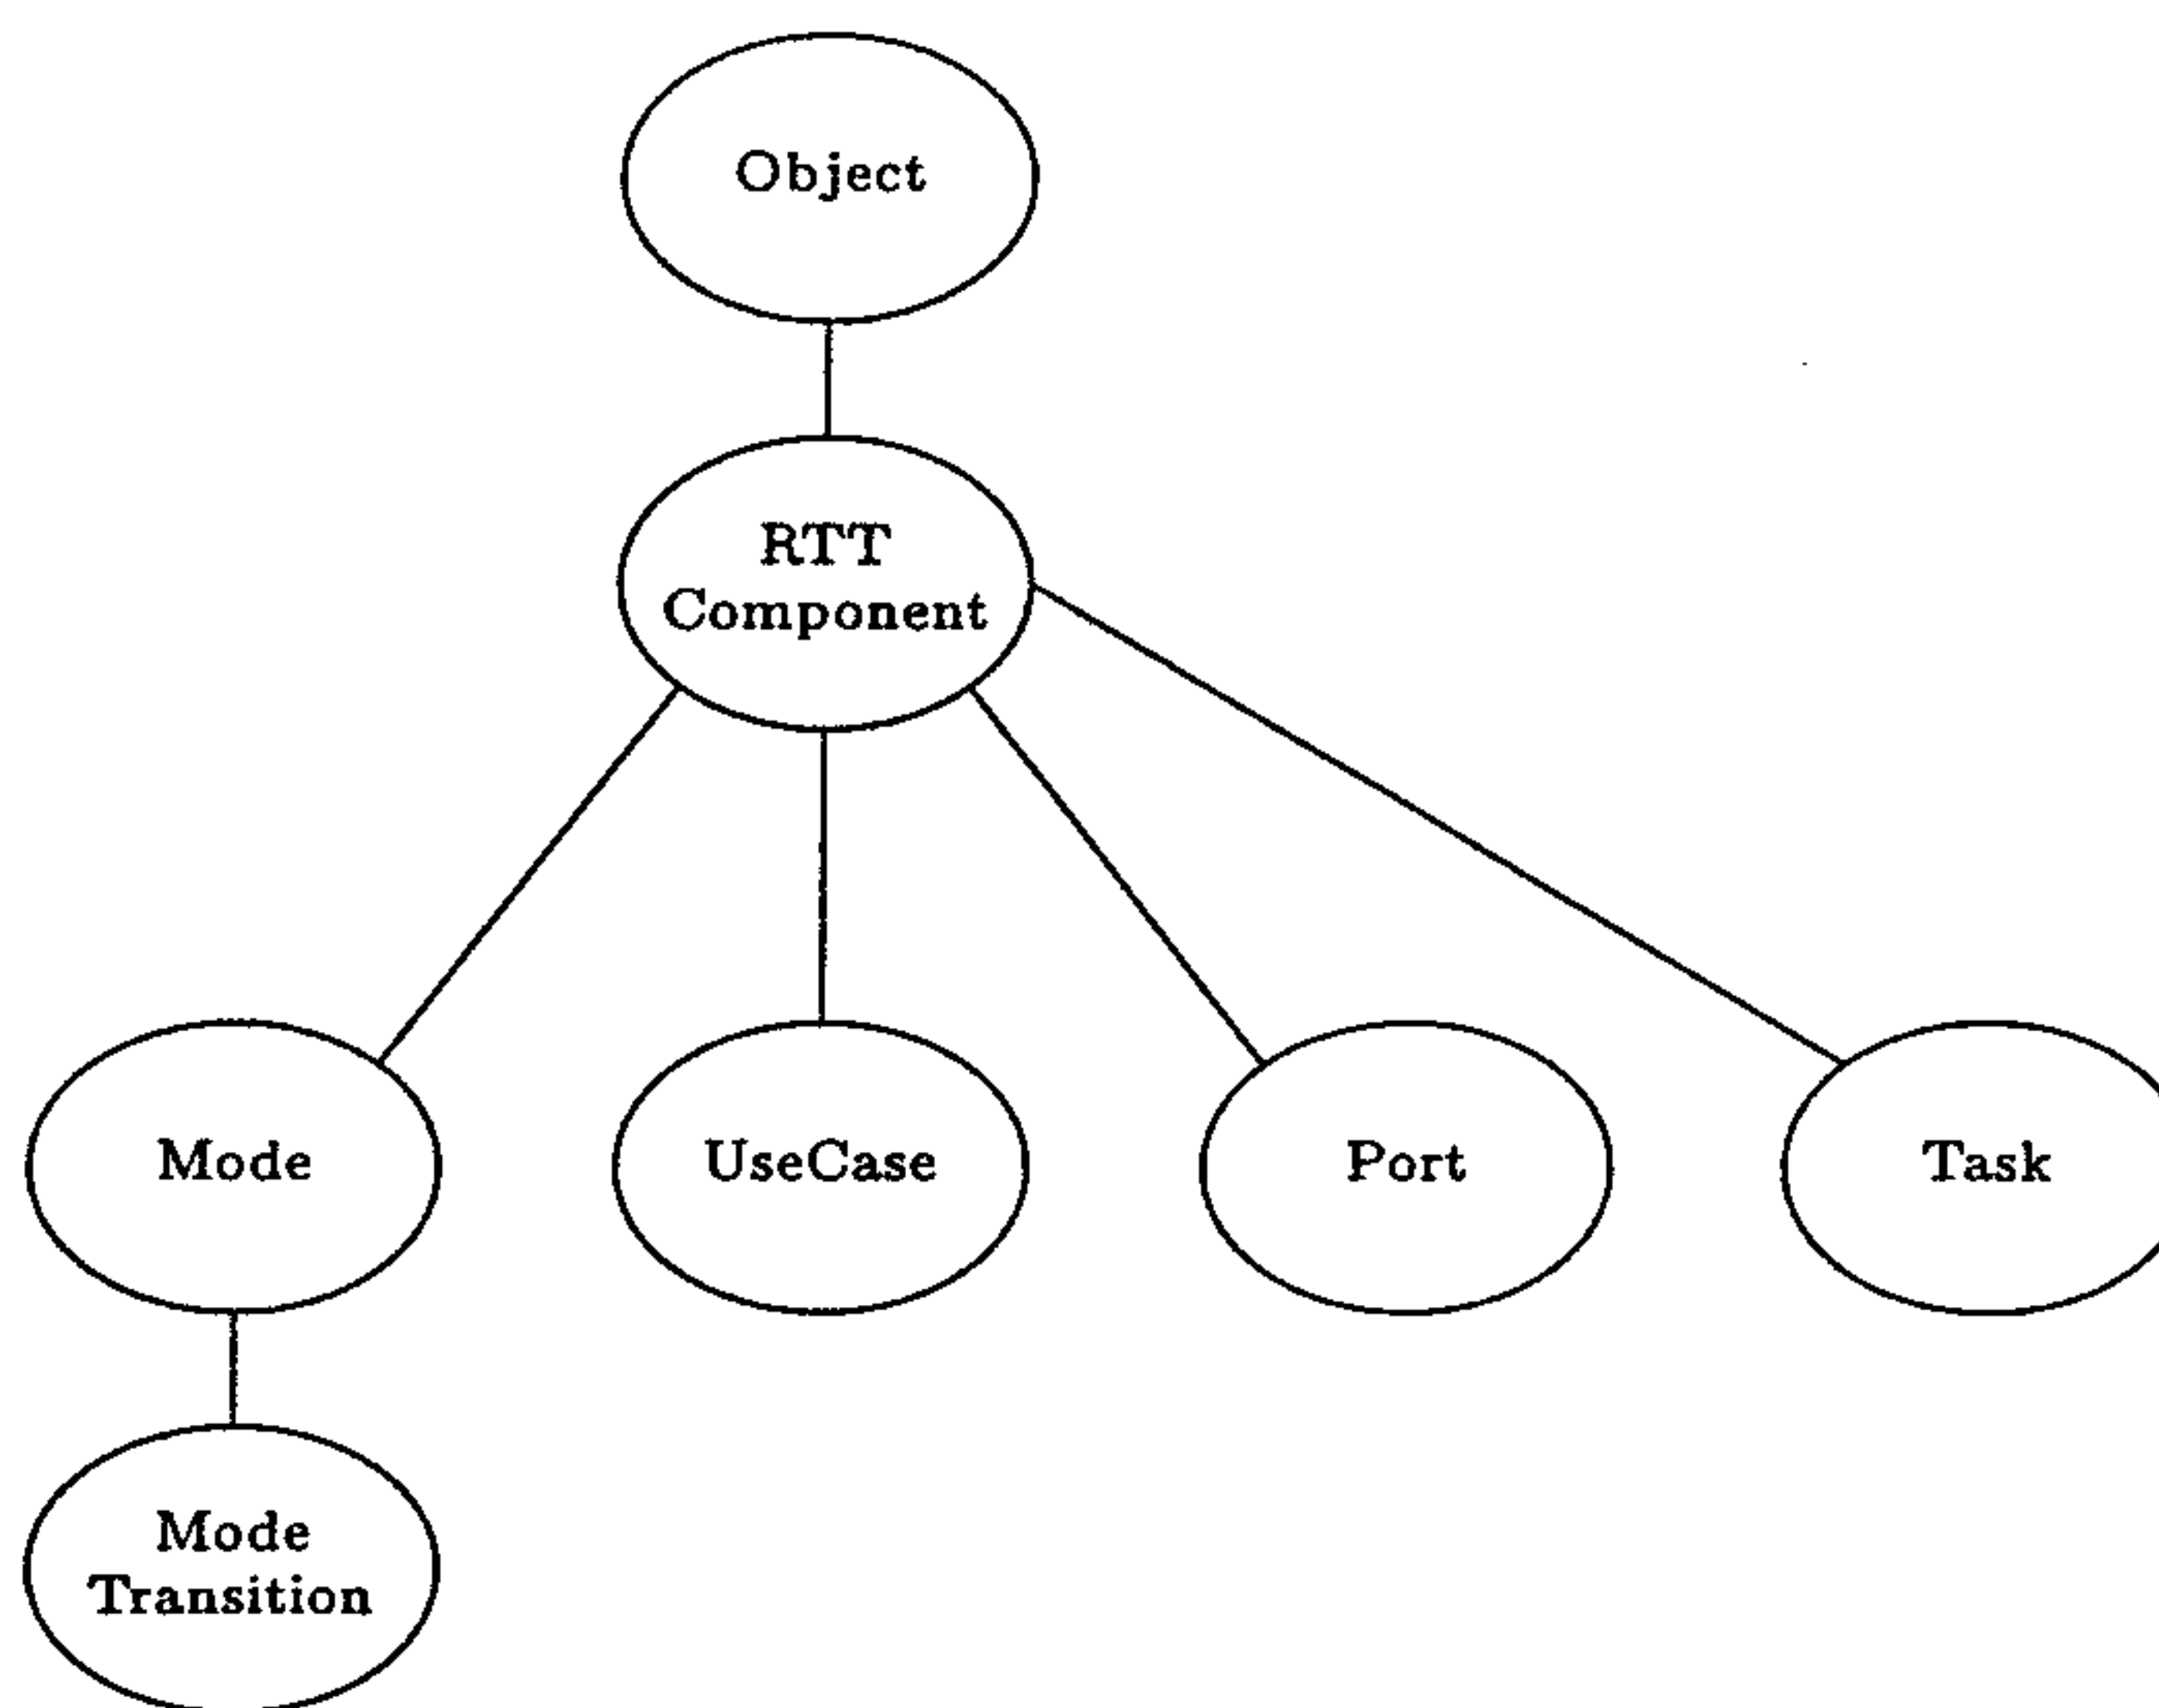 Object
RTT
Component
Mode
UseCase
Port
Task
Mode
Transition